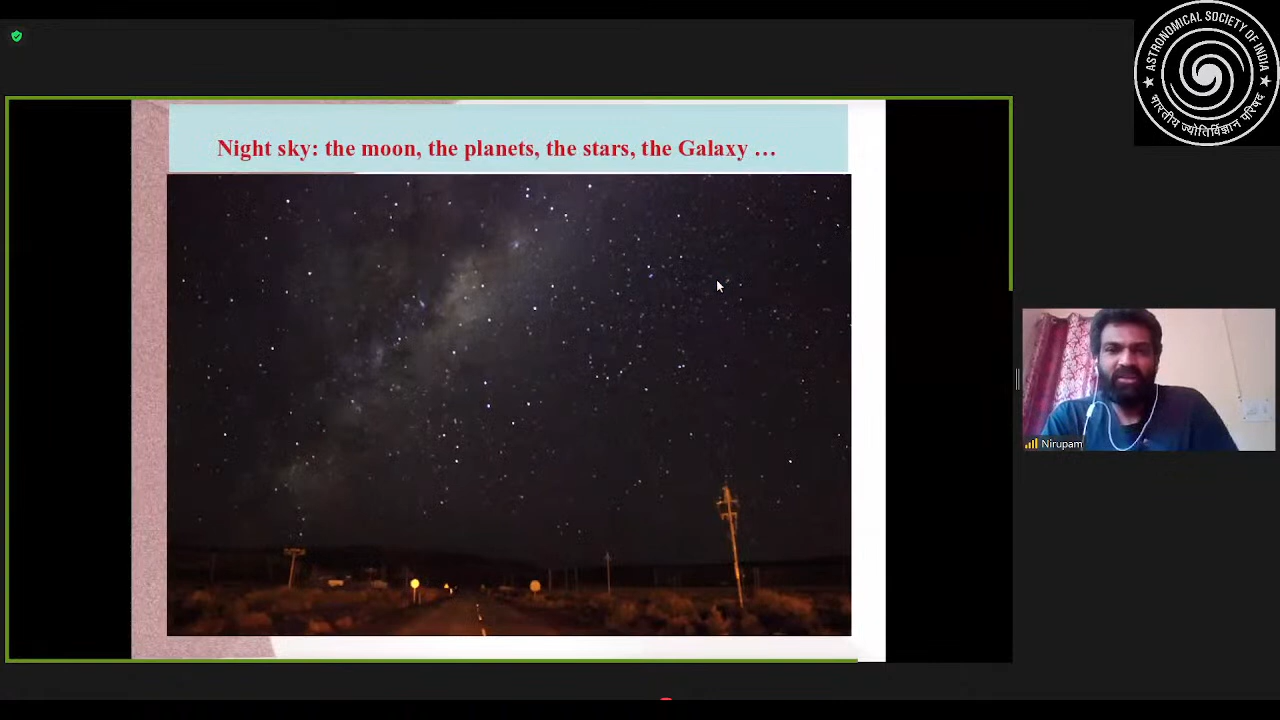 ASTRONOMICAL SOCIETY OF INDIA
भारतीय ज्योतिर्विज्ञान परिषद
Night sky: the moon, the planets, the stars, the Galaxy …
Nirupam